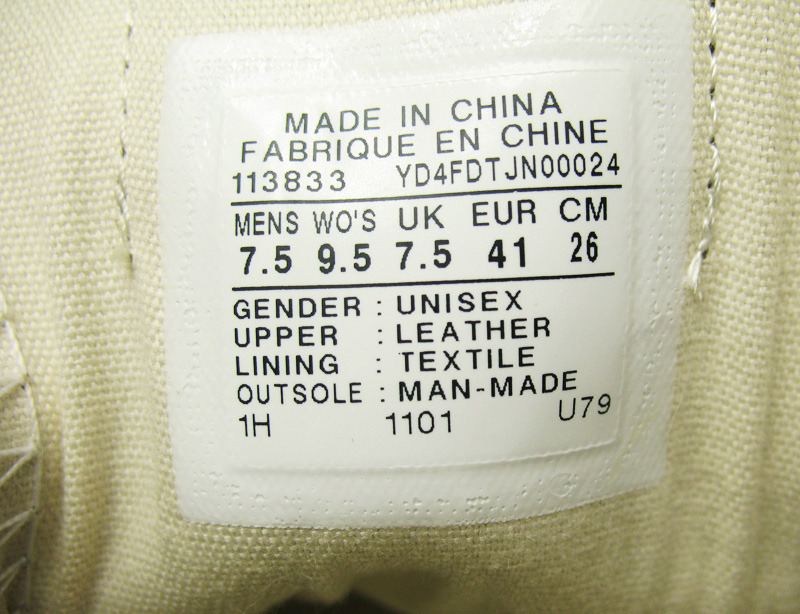 MADE IN CHINA
FABRIQUE EN CHINE
113833 YD4FDTJN00024
MENS WO'S UK EUR CM
7.5 9.5 7.5 41 26
GENDER : UNISEX
UPPER : LEATHER
LINING : TEXTILE
OUTSOLE : MAN-MADE
1H 1101 U79